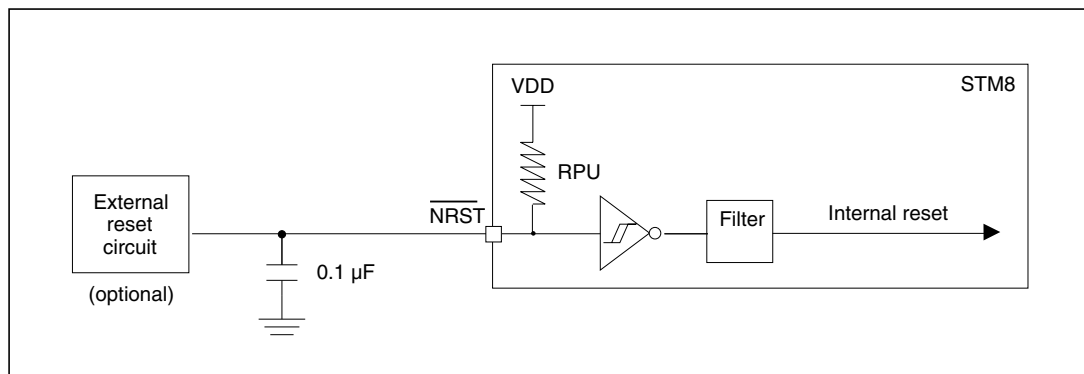 STM8
VDD
RPU
External
reset
circuit
(optional)
0.1 µF
NRST
Filter
Internal reset